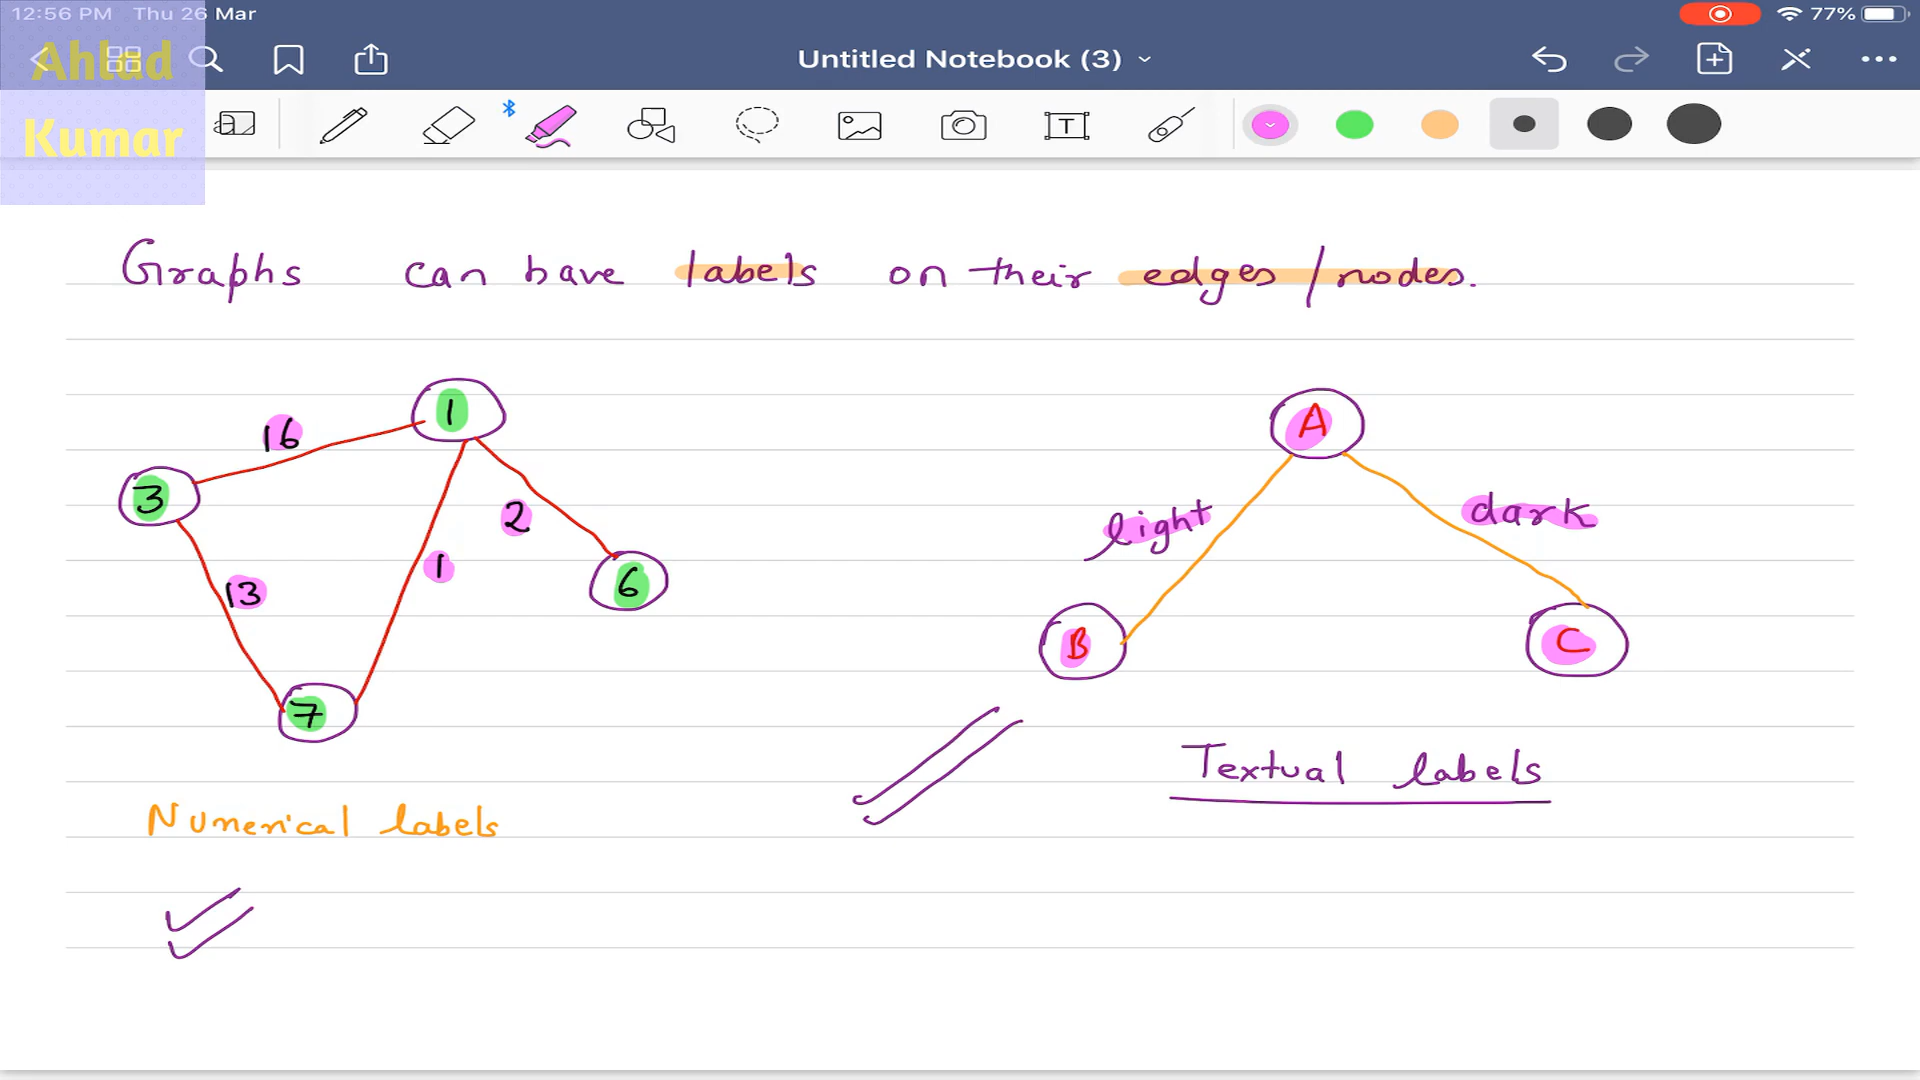 12:56 PM Thu 26 Mar
77%
Ahlad
Kumar
Untitled Notebook (3)
a
T
Graphs can have labels on their edges / nodes.
1
16
3
2
1
13
6
7
A
light
dark
B
C
Textual labels
Numerical labels